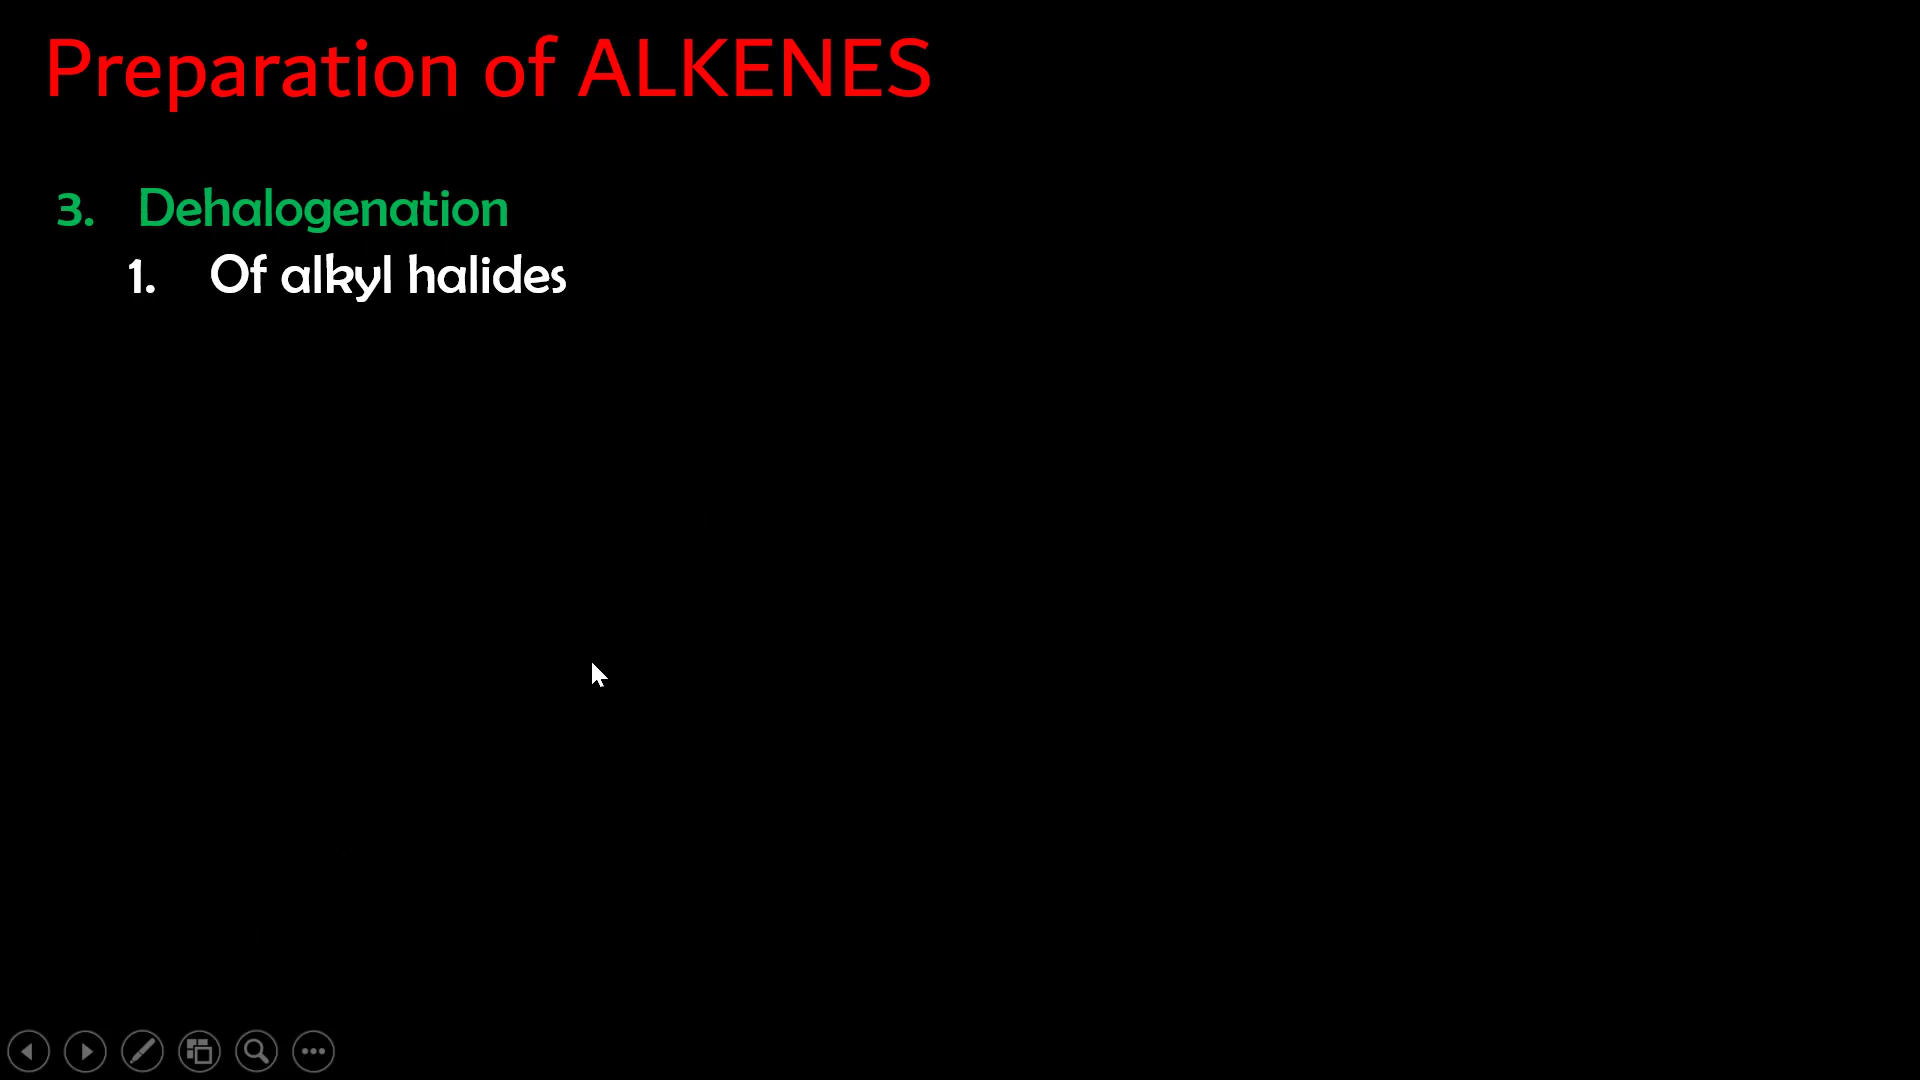 Preparation of ALKENES
3. Dehalogenation
1. Of alkyl halides